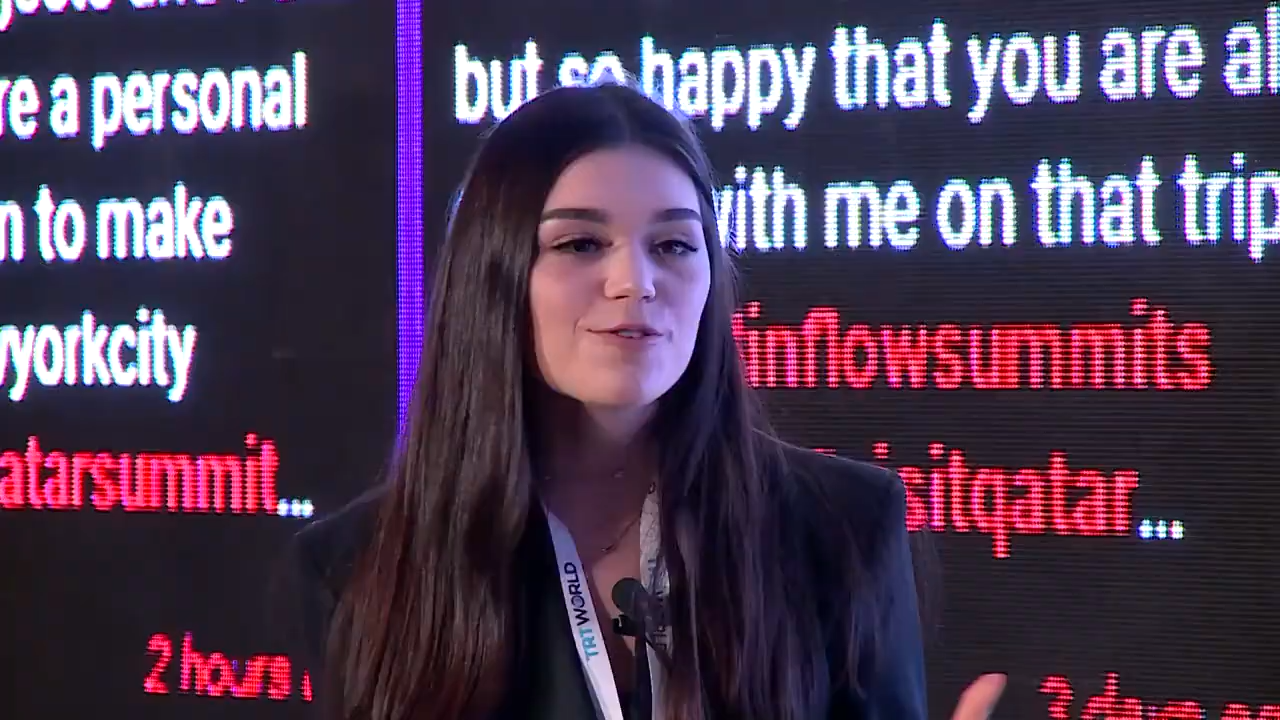 re a personal
n to make
yorkcity
atarsummit...
2 hours
but so happy that you are al
with me on that trip
inflowsummits
isitqatar...
TRT WORLD